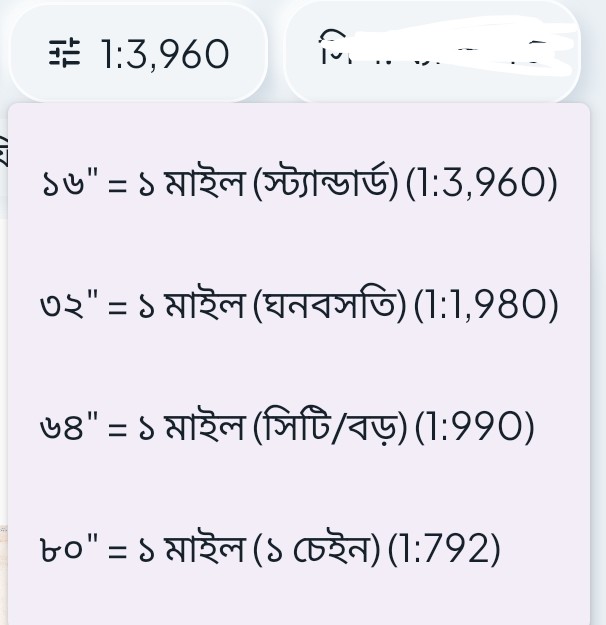 1:3,960
১৬" = ১ মাইল (স্ট্যান্ডার্ড) (1:3,960)
৩২" = ১ মাইল (ঘনবসতি) (1:1,980)
৬৪" = ১ মাইল (সিটি/বড়) (1:990)
৮০" = ১ মাইল (১ চেইন) (1:792)